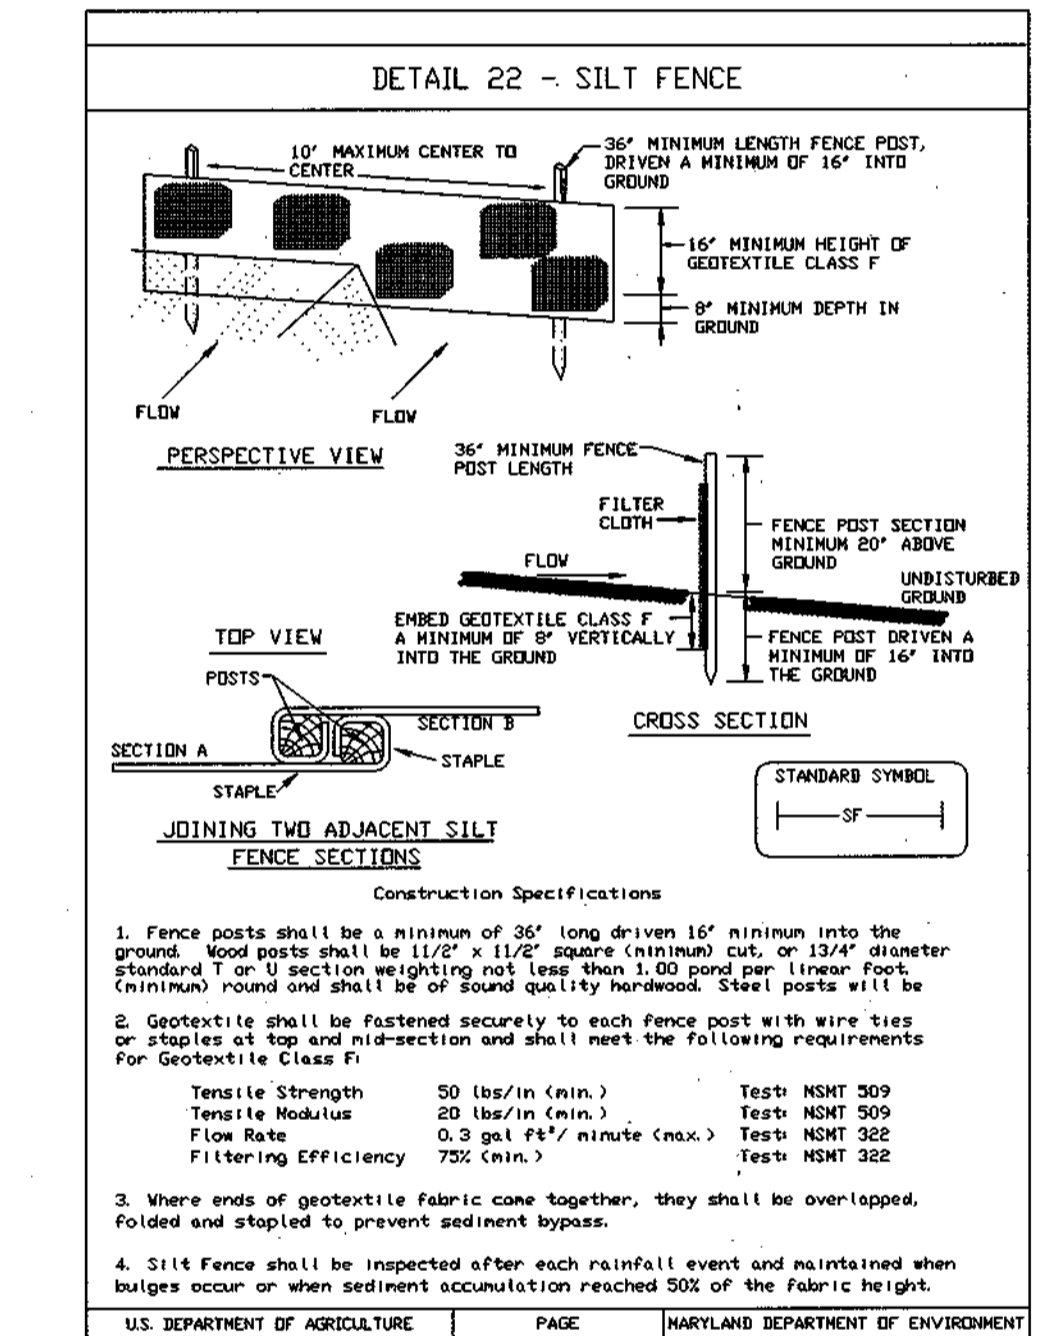 DETAIL 22 - SILT FENCE
10' MAXIMUM CENTER TO
CENTER
36" MINIMUM LENGTH FENCE POST,
DRIVEN A MINIMUM OF 16" INTO
GROUND
16" MINIMUM HEIGHT OF
GEOTEXTILE CLASS F
8" MINIMUM DEPTH IN
GROUND
FLOW
FLOW
PERSPECTIVE VIEW
36" MINIMUM FENCE
POST LENGTH
FILTER
CLOTH
FENCE POST SECTION
MINIMUM 20" ABOVE
GROUND
FLOW
UNDISTURBED
GROUND
EMBED GEOTEXTILE CLASS F
A MINIMUM OF 8" VERTICALLY
INTO THE GROUND
FENCE POST DRIVEN A
MINIMUM OF 16" INTO
THE GROUND
CROSS SECTION
TOP VIEW
POSTS
SECTION B
SECTION A
STAPLE
STAPLE
JOINING TWO ADJACENT SILT
FENCE SECTIONS
STANDARD SYMBOL
SF
Construction Specifications
1. Fence posts shall be a minimum of 36" long driven 16" minimum into the
ground. Wood posts shall be 11/2" x 11/2" square (minimum) cut, or 13/4" diameter
standard T or U section weighting not less than 1.00 pond per linear foot.
(minimum) round and shall be of sound quality hardwood. Steel posts will be
2. Geotextile shall be fastened securely to each fence post with wire ties
or staples at top and mid-section and shall meet the following requirements
for Geotextile Class F:
Tensile Strength 50 lbs/in (min.) Test: MSMT 509
Tensile Modulus 20 lbs/in (min.) Test: MSMT 509
Flow Rate 0.3 gal ft²/ minute (max.) Test: MSMT 322
Filtering Efficiency 75% (min.) Test: MSMT 322
3. Where ends of geotextile fabric come together, they shall be overlapped,
folded and stapled to prevent sediment bypass.
4. Silt Fence shall be inspected after each rainfall event and maintained when
bulges occur or when sediment accumulation reached 50% of the fabric height.
U.S. DEPARTMENT OF AGRICULTURE
PAGE
MARYLAND DEPARTMENT OF ENVIRONMENT